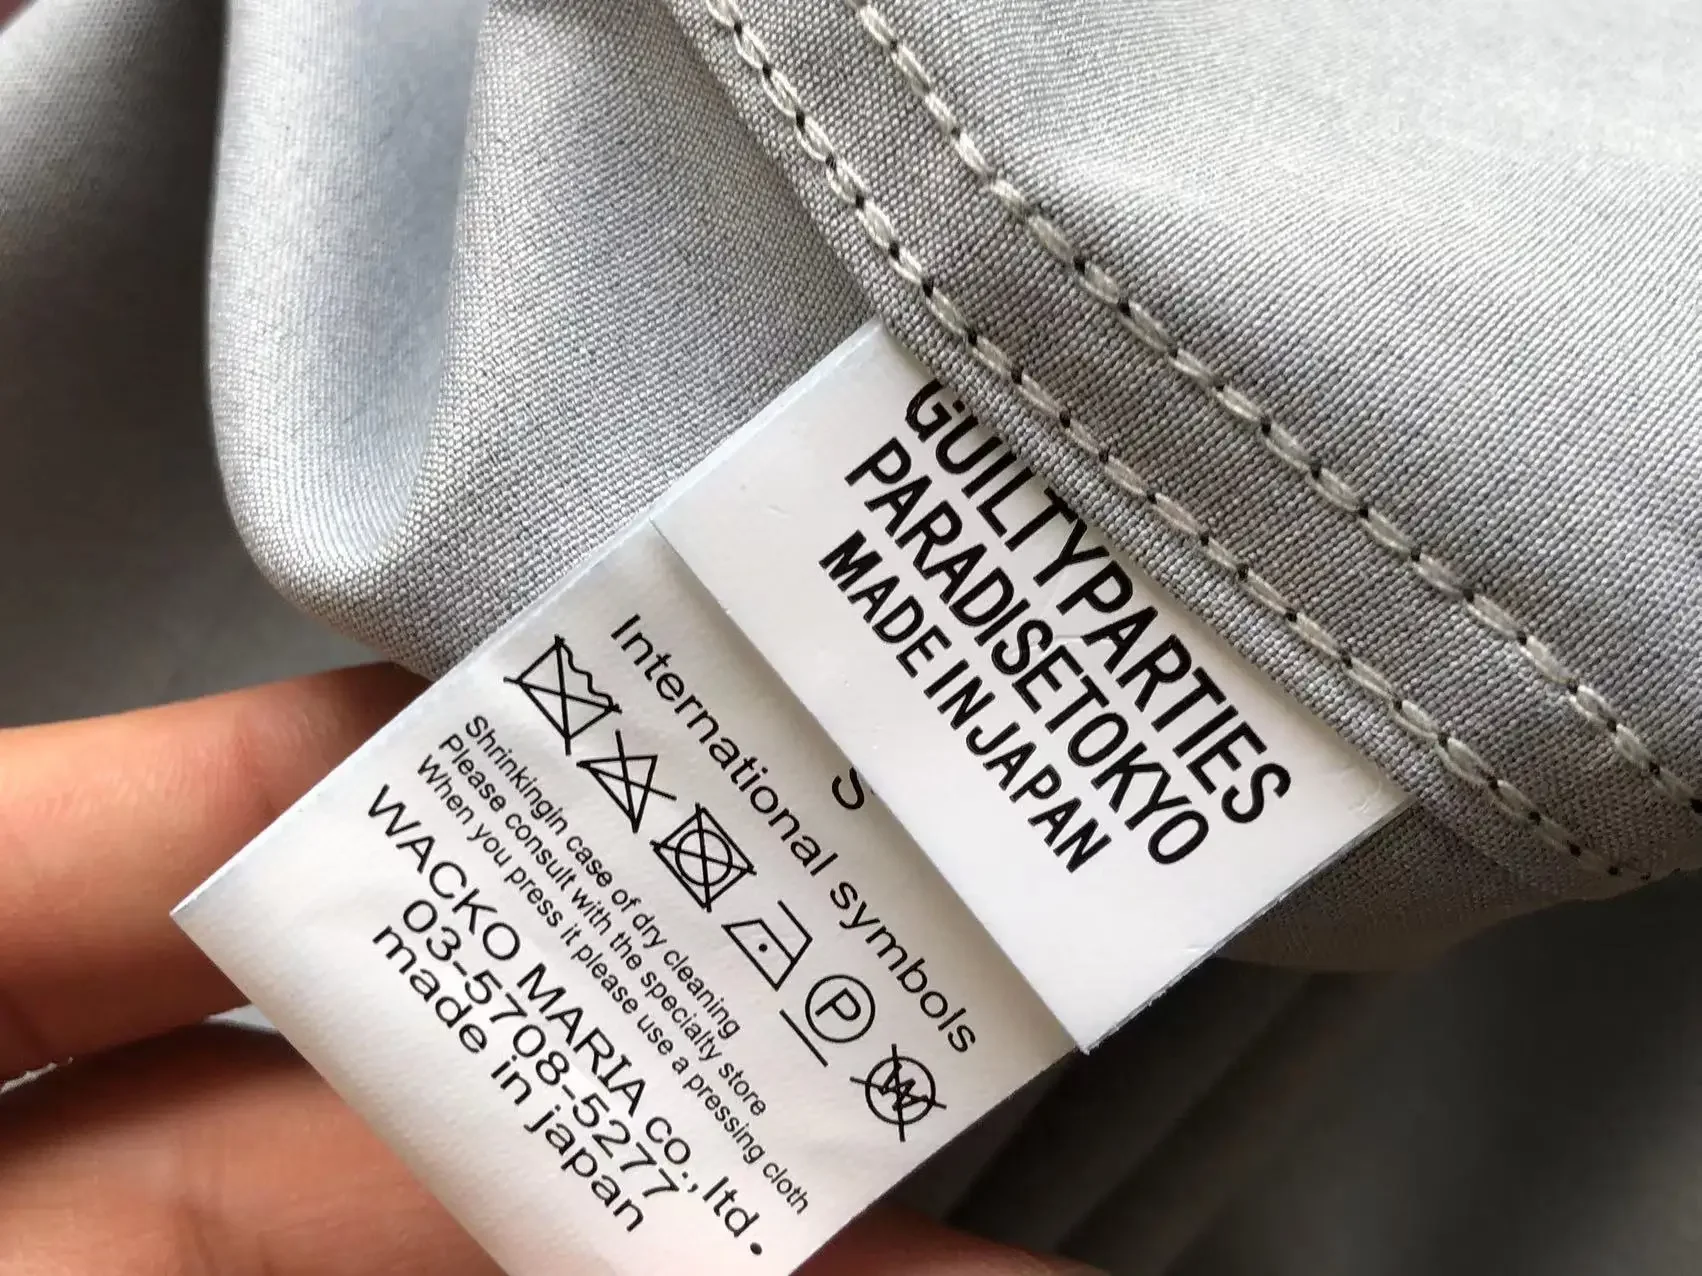 GUILTYPARTIES
PARADISETOKYO
MADE IN JAPAN
S
International symbols
P
W
Shrinkingin case of dry cleaning
Please consult with the specialty store
When you press it please use a pressing cloth
WACKO MARIA co.,ltd.
03-5708-5277
made in japan